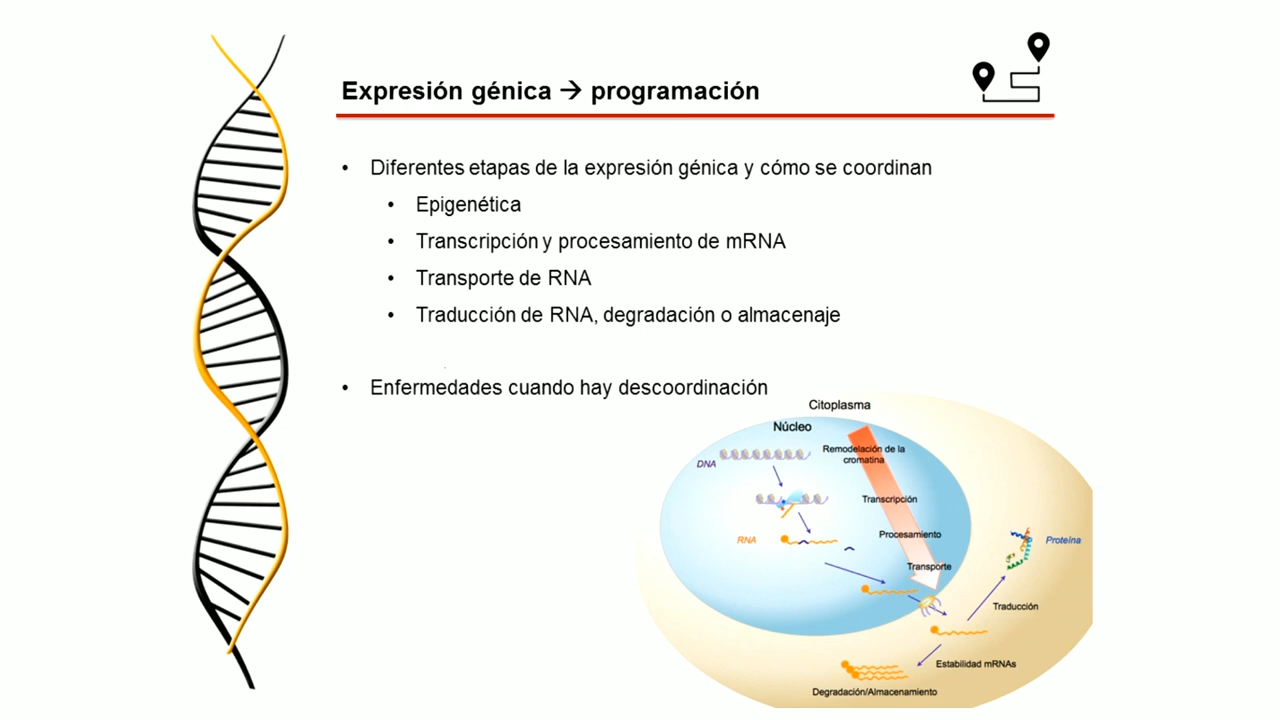 Expresión génica → programación
• Diferentes etapas de la expresión génica y cómo se coordinan
• Epigenética
• Transcripción y procesamiento de mRNA
• Transporte de RNA
• Traducción de RNA, degradación o almacenaje
• Enfermedades cuando hay descoordinación
Citoplasma
Núcleo
DNA
Remodelación de la
cromatina
Transcripción
RNA
Procesamiento
Transporte
Proteína
Traducción
Estabilidad mRNAs
Degradación/Almacenamiento